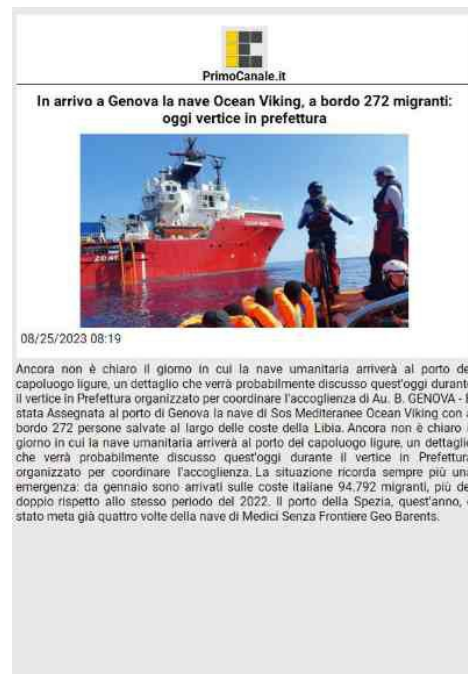 PrimoCanale.it
In arrivo a Genova la nave Ocean Viking, a bordo 272 migranti:
oggi vertice in prefettura
08/25/2023 08:19
Ancora non è chiaro il giorno in cui la nave umanitaria arriverà al porto de
capoluogo ligure, un dettaglio che verrà probabilmente discusso quest'oggi durante
il vertice in Prefettura organizzato per coordinare l'accoglienza di Au. B. GENOVA -
stata Assegnata al porto di Genova la nave di Sos Mediteranee Ocean Viking con
bordo 272 persone salvate al largo delle coste della Libia. Ancora non è chiaro
giorno in cui la nave umanitaria arriverà al porto del capoluogo ligure, un dettaglio
che verrà probabilmente discusso quest'oggi durante il vertice in Prefettura
organizzato per coordinare l'accoglienza. La situazione ricorda sempre più una
emergenza: da gennaio sono arrivati sulle coste italiane 94.792 migranti, più de
doppio rispetto allo stesso periodo del 2022. Il porto della Spezia, quest'anno,
stato meta già quattro volte della nave di Medici Senza Frontiere Geo Barents.